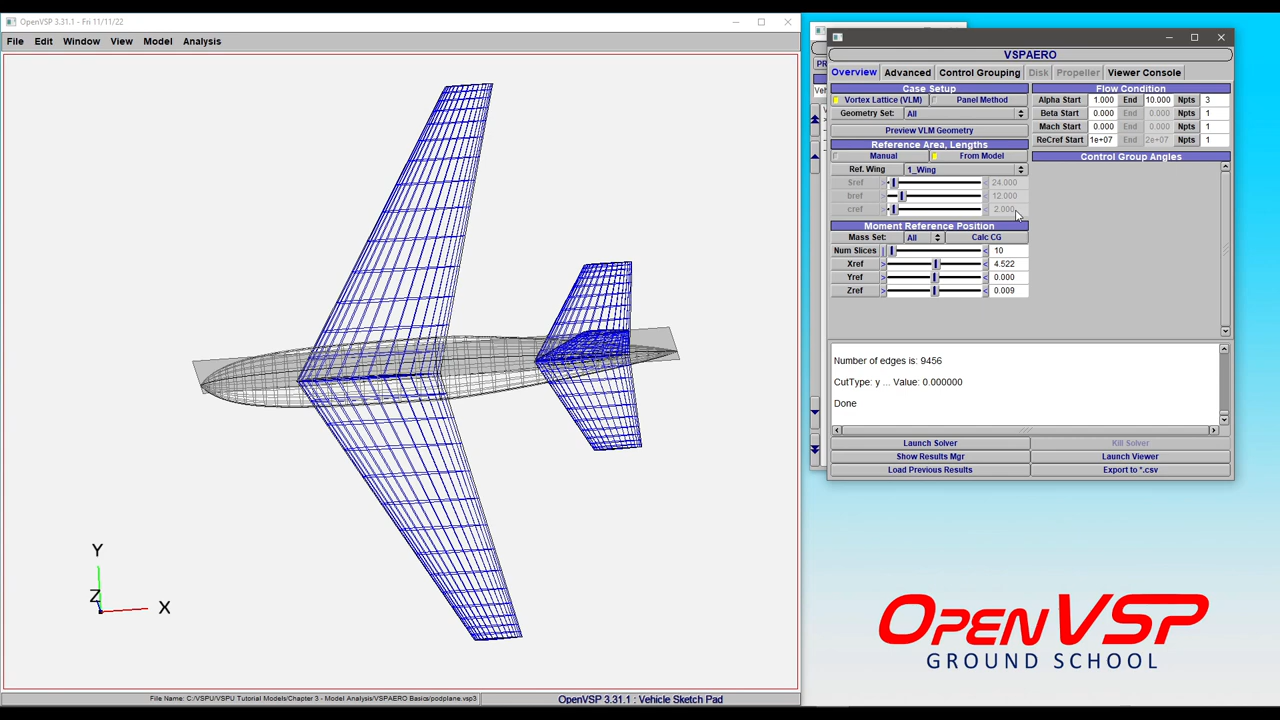 OpenVSP 3.31.1 - Fri 11/11/22
File Edit Window View Model Analysis
Y
Z
X
File Name: C:/VSPU/VSPU Tutorial Models/Chapter 3 - Model Analysis/VSPAERO Basics/podplane.vsp3
OpenVSP 3.31.1 : Vehicle Sketch Pad
VSPAERO
Overview Advanced Control Grouping Disk Propeller Viewer Console
Case Setup
Vortex Lattice (VLM) Panel Method
Geometry Set: All
Preview VLM Geometry
Reference Area, Lengths
Manual From Model
Ref. Wing 1_Wing
Sref > < 24.000
bref > < 12.000
cref > < 2.000
Moment Reference Position
Mass Set: All Calc CG
Num Slices | < 10
Xref > < 4.522
Yref > < 0.000
Zref > < 0.009
Flow Condition
Alpha Start 1.000 End 10.000 Npts 3
Beta Start 0.000 End 0.000 Npts 1
Mach Start 0.000 End 0.000 Npts 1
ReCref Start 1e+07 End 2e+07 Npts 1
Control Group Angles
Number of edges is: 9456
CutType: y ... Value: 0.000000
Done
Launch Solver Kill Solver
Show Results Mgr Launch Viewer
Load Previous Results Export to *.csv
OPENVSP
GROUND SCHOOL